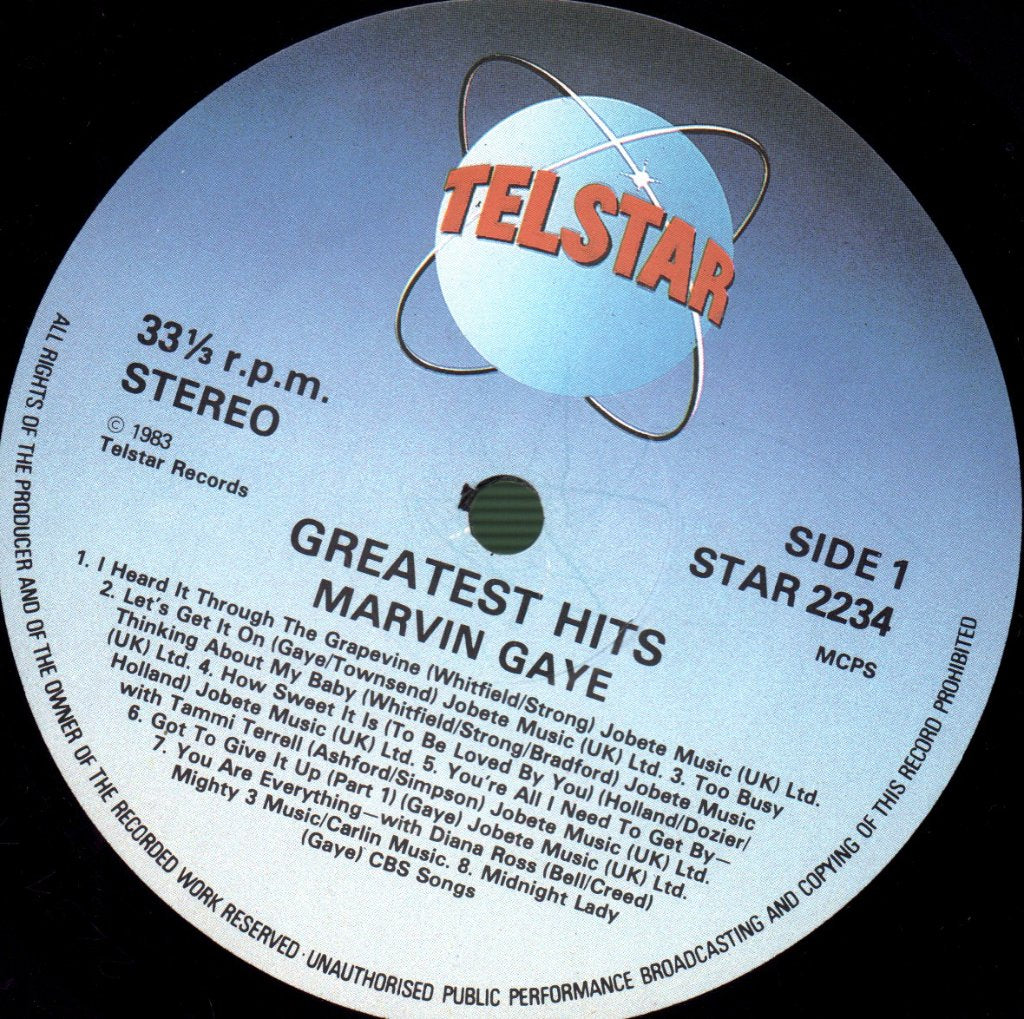 TELSTAR
33⅓ r.p.m.
STEREO
© 1983
Telstar Records
SIDE 1
STAR 2234
MCPS
GREATEST HITS
MARVIN GAYE
1. I Heard It Through The Grapevine (Whitfield/Strong) Jobete Music (UK) Ltd.
2. Let's Get It On (Gaye/Townsend) Jobete Music (UK) Ltd. 3. Too Busy
Thinking About My Baby (Whitfield/Strong/Bradford) Jobete Music
(UK) Ltd. 4. How Sweet It Is (To Be Loved By You) (Holland/Dozier/
Holland) Jobete Music (UK) Ltd. 5. You're All I Need To Get By—
with Tammi Terrell (Ashford/Simpson) Jobete Music (UK) Ltd.
6. Got To Give It Up (Part 1) (Gaye) Jobete Music (UK) Ltd.
7. You Are Everything—with Diana Ross (Bell/Creed)
Mighty 3 Music/Carlin Music. 8. Midnight Lady
(Gaye) CBS Songs
ALL RIGHTS OF THE PRODUCER AND OF THE OWNER OF THE RECORDED WORK RESERVED · UNAUTHORISED PUBLIC PERFORMANCE BROADCASTING AND COPYING OF THIS RECORD PROHIBITED